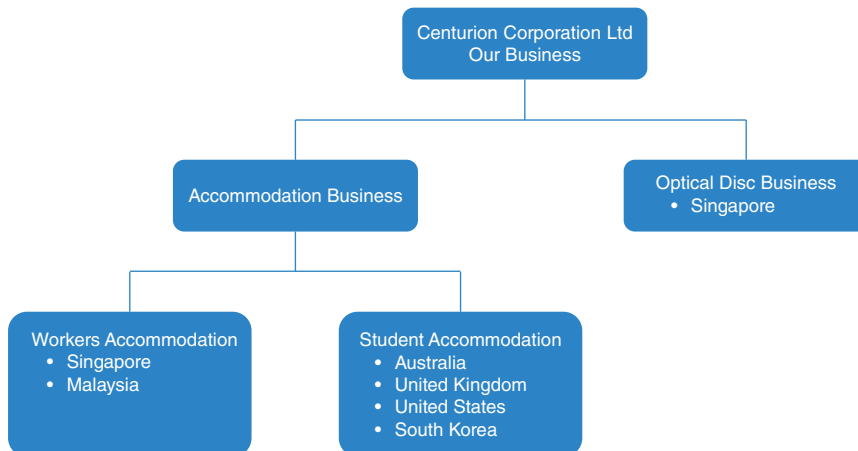 Centurion Corporation Ltd
Our Business
Accommodation Business
Optical Disc Business
• Singapore
Workers Accommodation
• Singapore
• Malaysia
Student Accommodation
• Australia
• United Kingdom
• United States
• South Korea